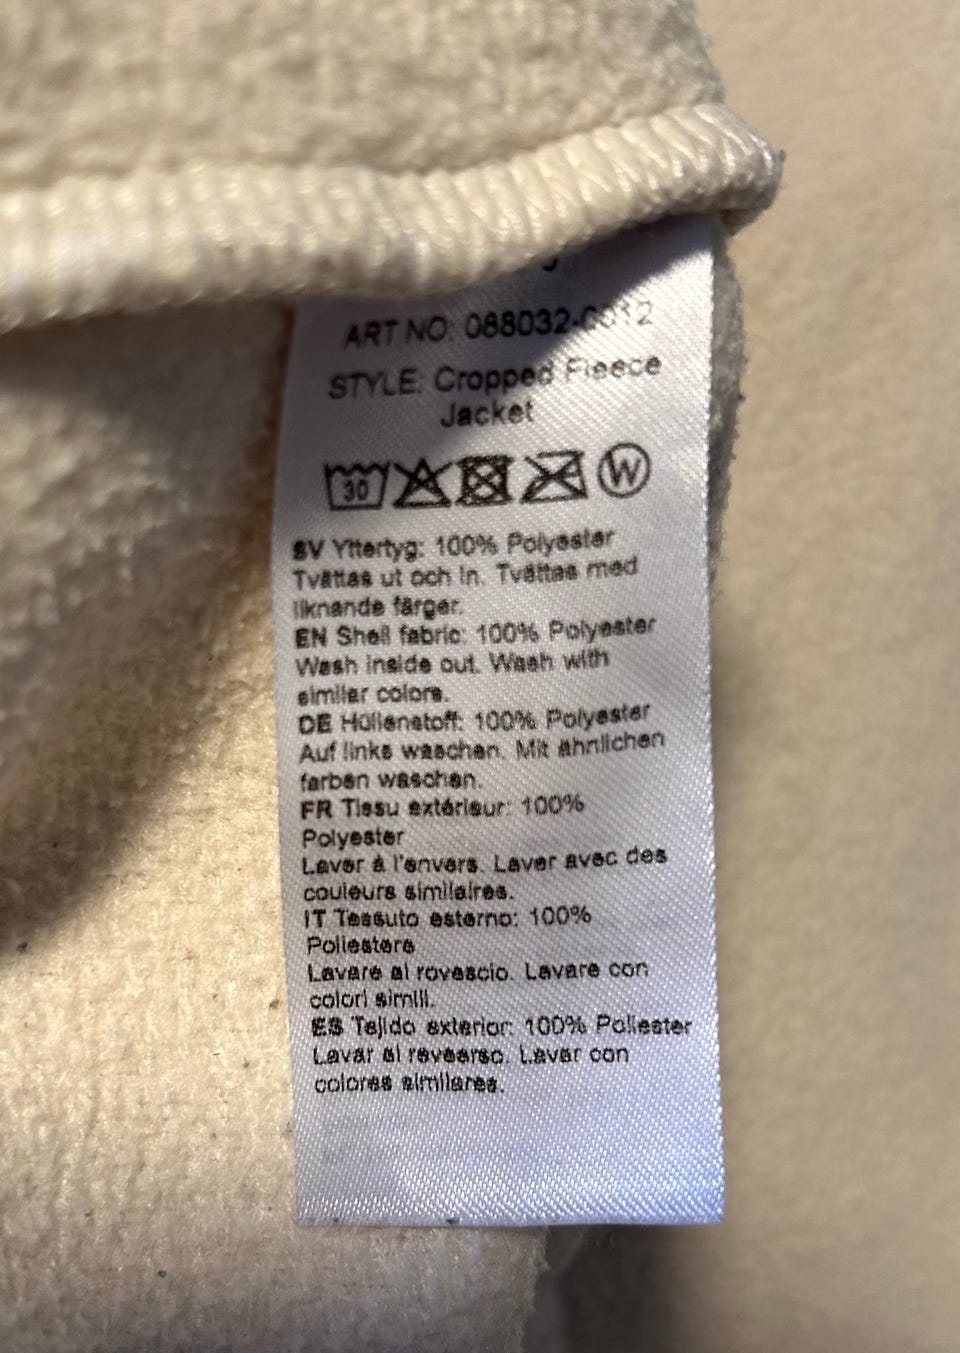 ART NO: 088032-0012
STYLE: Cropped Fleece
Jacket
30
W
SV Yttertyg: 100% Polyester
Tvättas ut och in. Tvättas med
liknande färger.
EN Shell fabric: 100% Polyester
Wash inside out. Wash with
similar colors.
DE Hüllenstoff: 100% Polyester
Auf links waschen. Mit ähnlichen
farben waschen.
FR Tissu extérieur: 100%
Polyester
Laver à l'envers. Laver avec des
couleurs similaires.
IT Tessuto esterno: 100%
Poliestere
Lavare al rovescio. Lavare con
colori simili.
ES Tejido exterior: 100% Poliester
Lavar al revearso. Lavar con
colores similares.